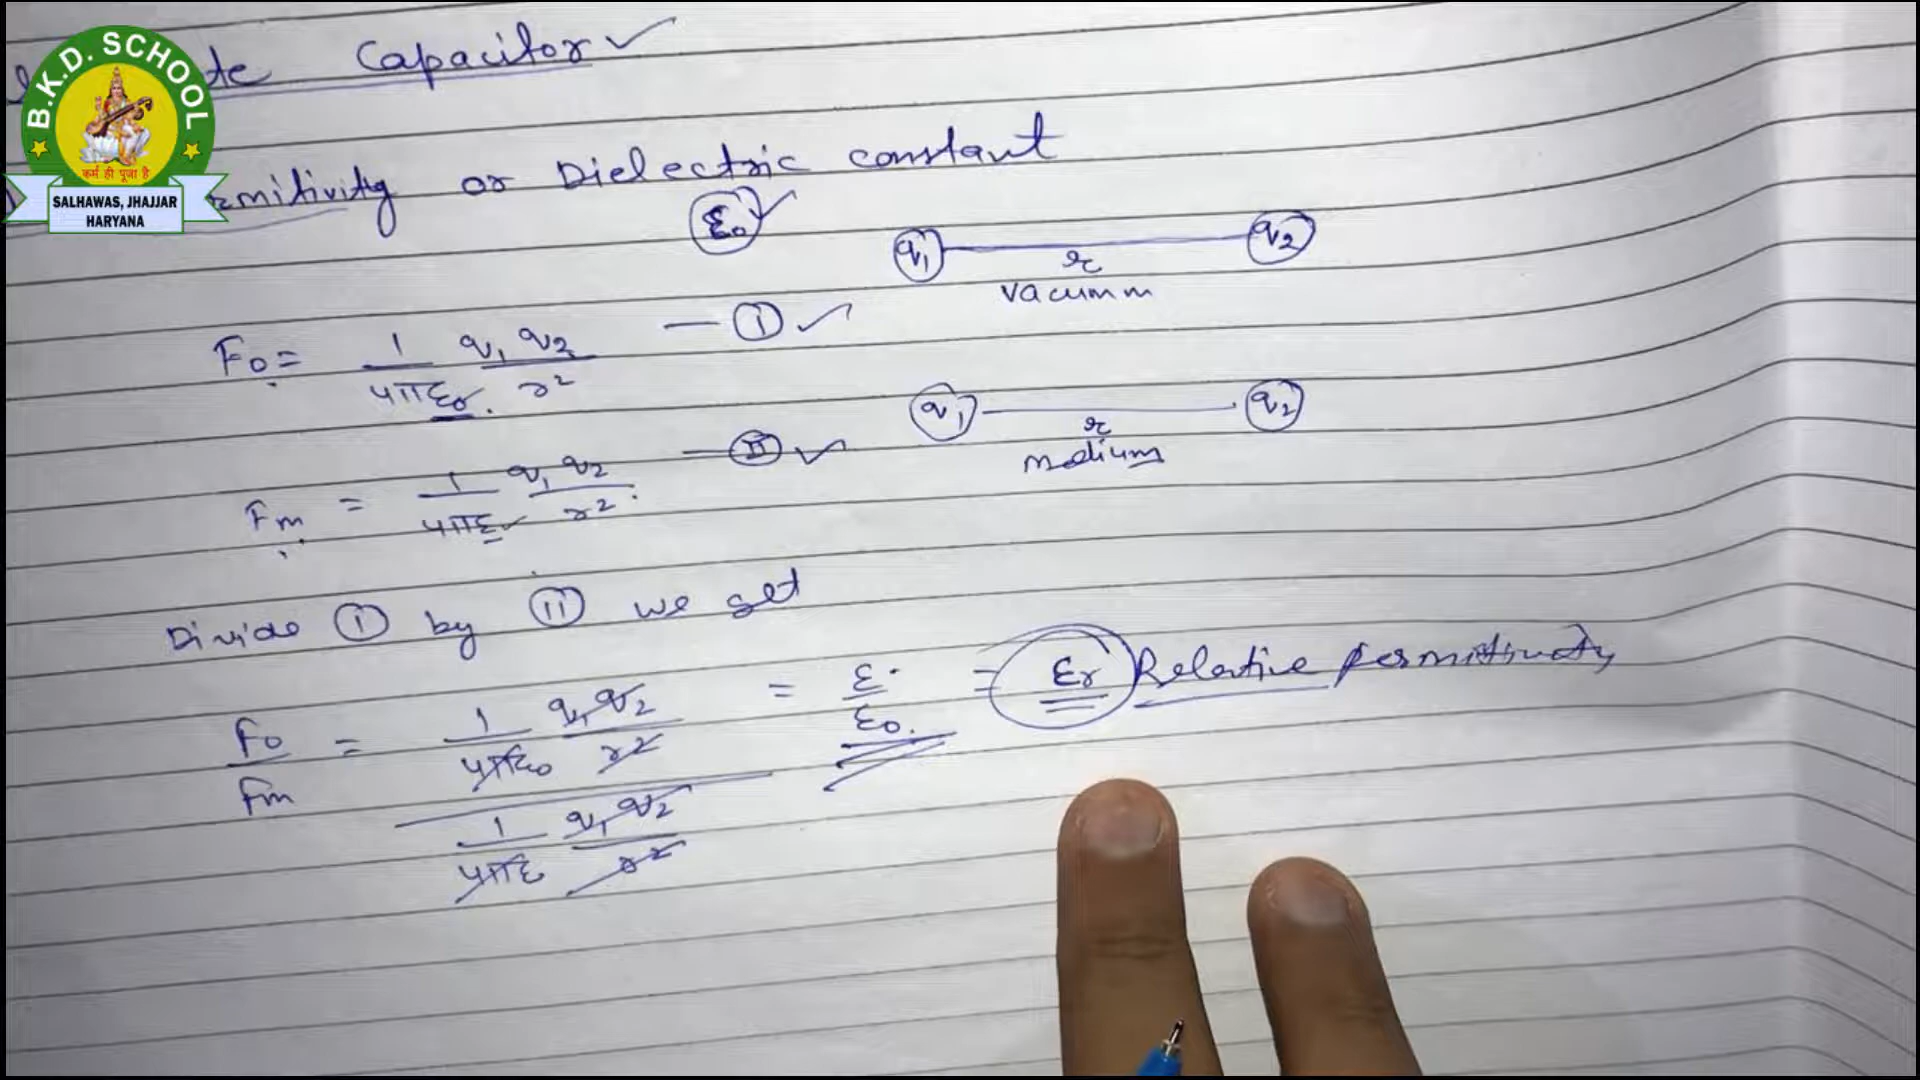 B.K.D. SCHOOL
कर्म ही पूजा है
SALHAWAS, JHAJJAR
HARYANA
te Capacitor ✓
rmitivity or Dielectric constant
ε₀ ✓
q₁ q₂
r
vacumm
F₀ = 1/4πε₀ q₁q₂/r² — I ✓
q₁ q₂
r
medium
Fm = 1/4πε q₁q₂/r² — II ✓
Divide I by II we get
F₀/Fm = 1/4πε₀ q₁q₂/r² / 1/4πε q₁q₂/r² = ε/ε₀ = εr Relative permittivity